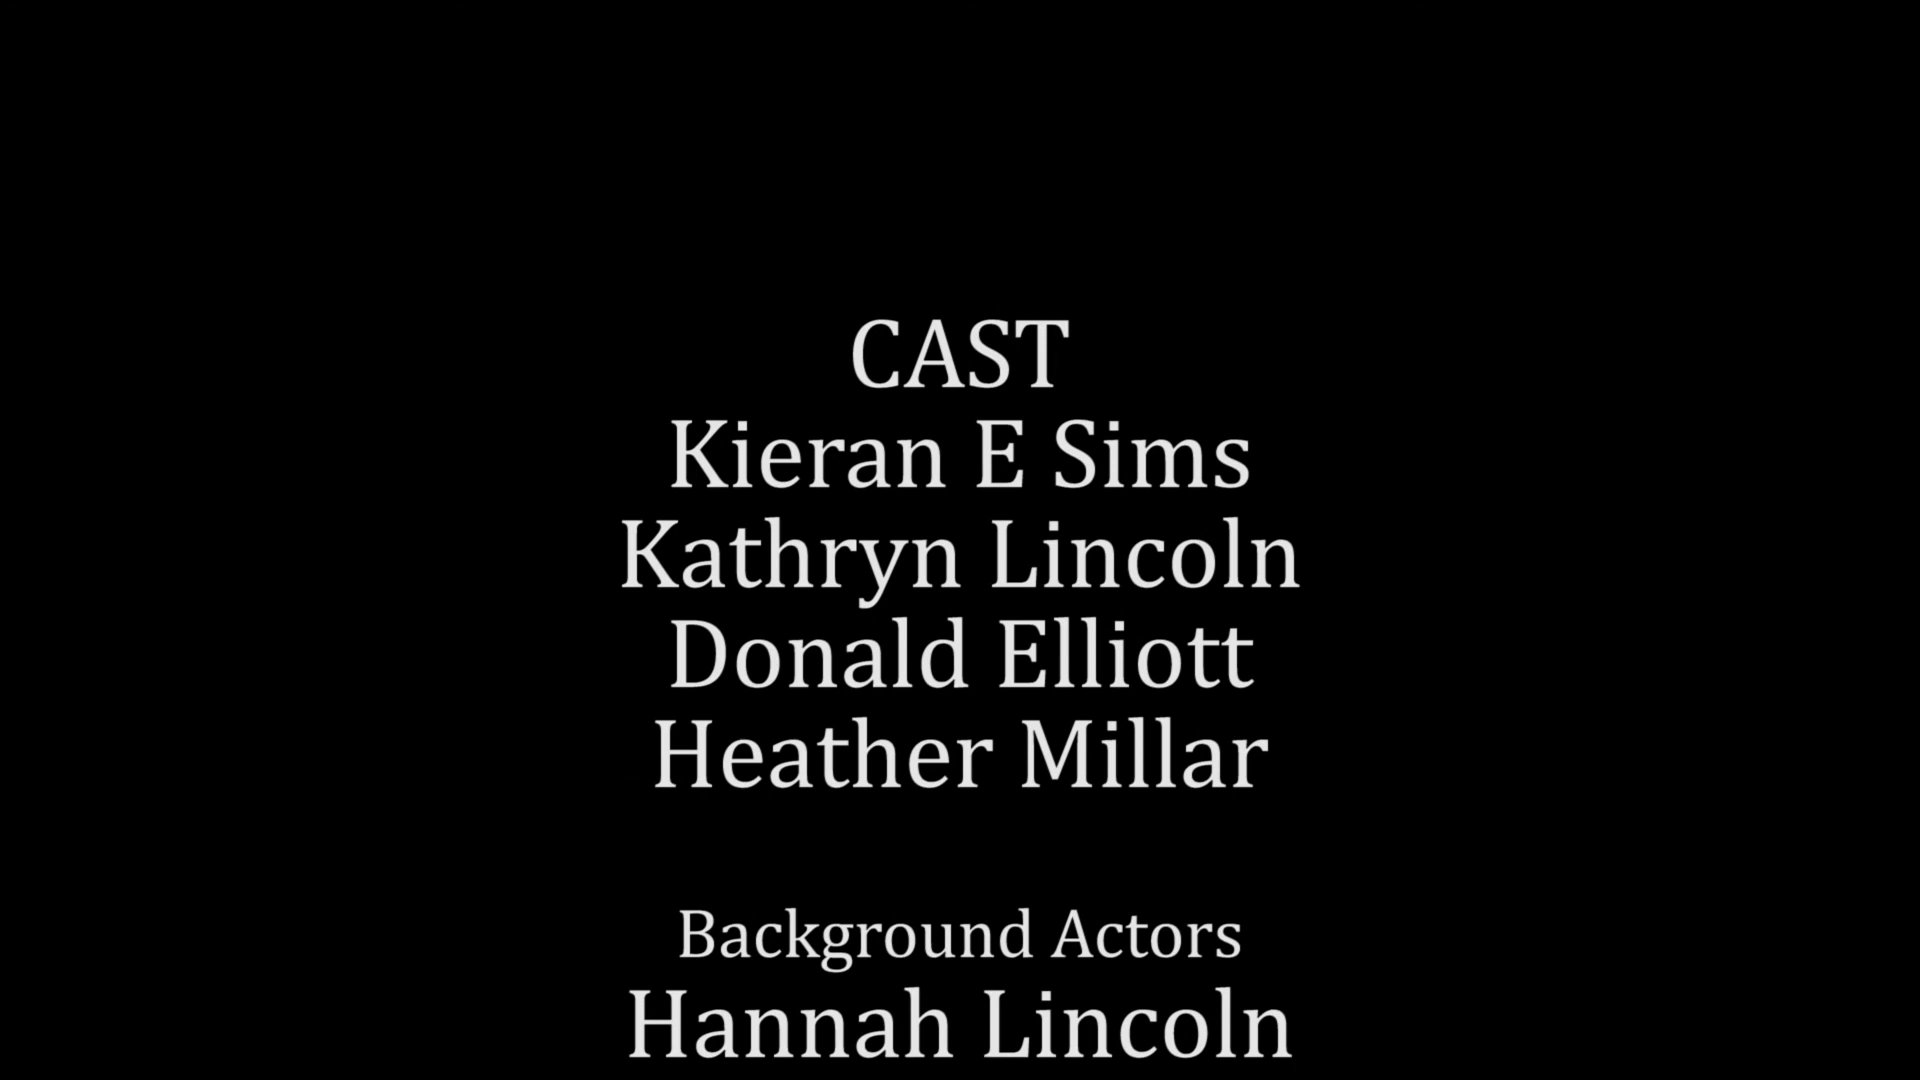 CAST
Kieran E Sims
Kathryn Lincoln
Donald Elliott
Heather Millar
Background Actors
Hannah Lincoln